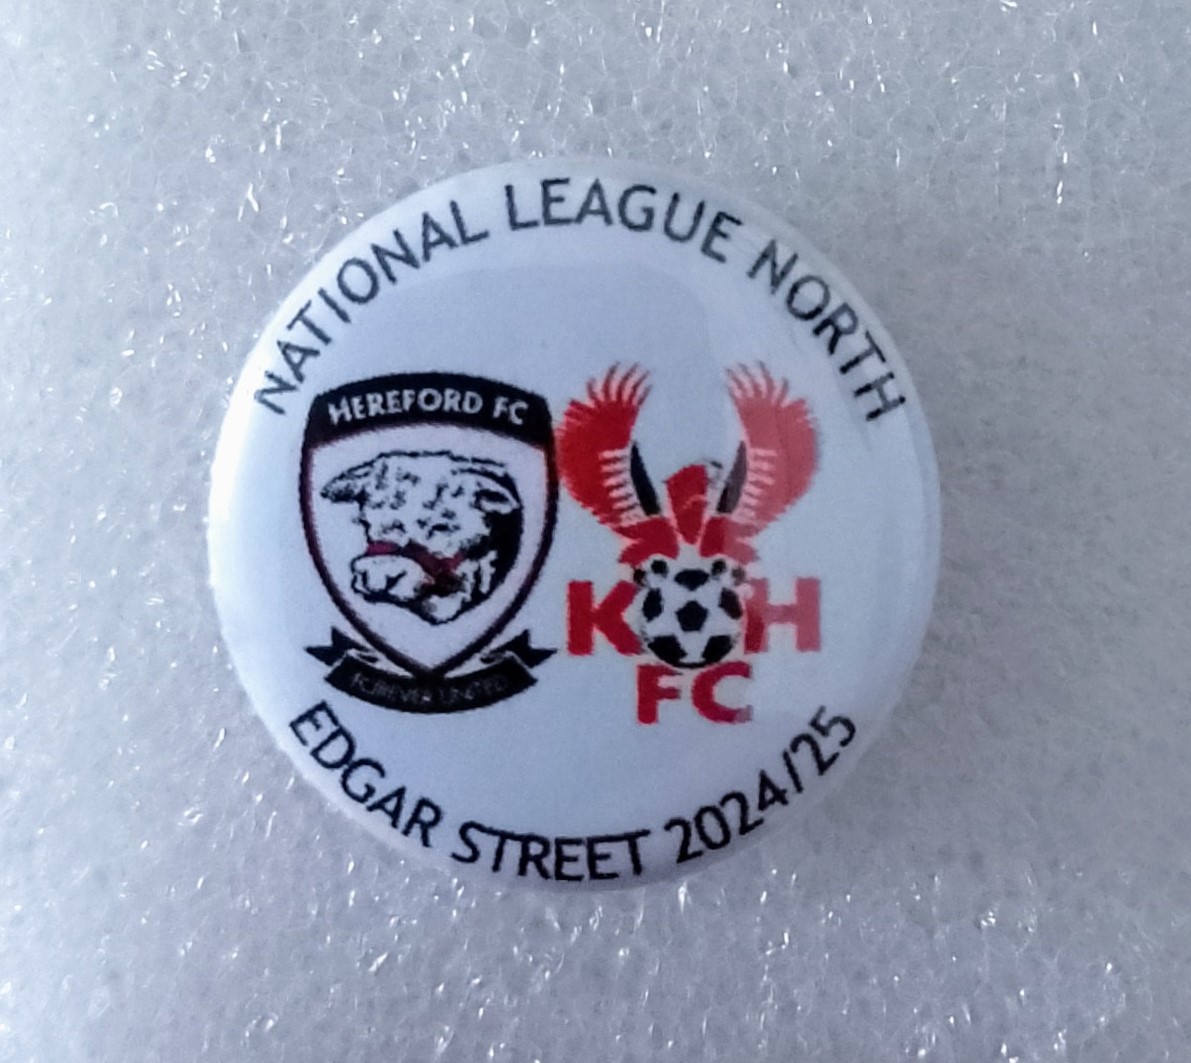 NATIONAL LEAGUE NORTH
HEREFORD FC
FOREVER UNITED
K H
FC
EDGAR STREET 2024/25